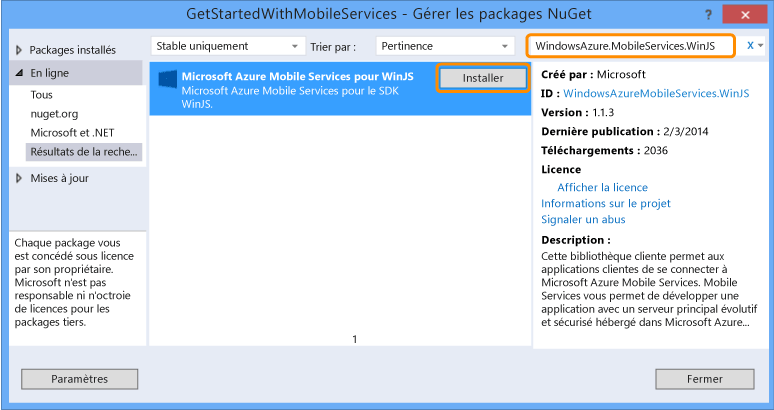 GetStartedWithMobileServices - Gérer les packages NuGet
?
Packages installés
En ligne
Tous
nuget.org
Microsoft et .NET
Résultats de la reche...
Mises à jour
Chaque package vous
est concédé sous licence
par son propriétaire.
Microsoft n'est pas
responsable ni n'octroie
de licences pour les
packages tiers.
Stable uniquement
Trier par :
Pertinence
Microsoft Azure Mobile Services pour WinJS
Microsoft Azure Mobile Services pour le SDK
WinJS.
Installer
1
WindowsAzure.MobileServices.WinJS
X
Créé par : Microsoft
ID : WindowsAzureMobileServices.WinJS
Version : 1.1.3
Dernière publication : 2/3/2014
Téléchargements : 2036
Licence
Afficher la licence
Informations sur le projet
Signaler un abus
Description :
Cette bibliothèque cliente permet aux
applications clientes de se connecter à
Microsoft Azure Mobile Services. Mobile
Services vous permet de développer une
application avec un serveur principal évolutif
et sécurisé hébergé dans Microsoft Azure...
Paramètres
Fermer